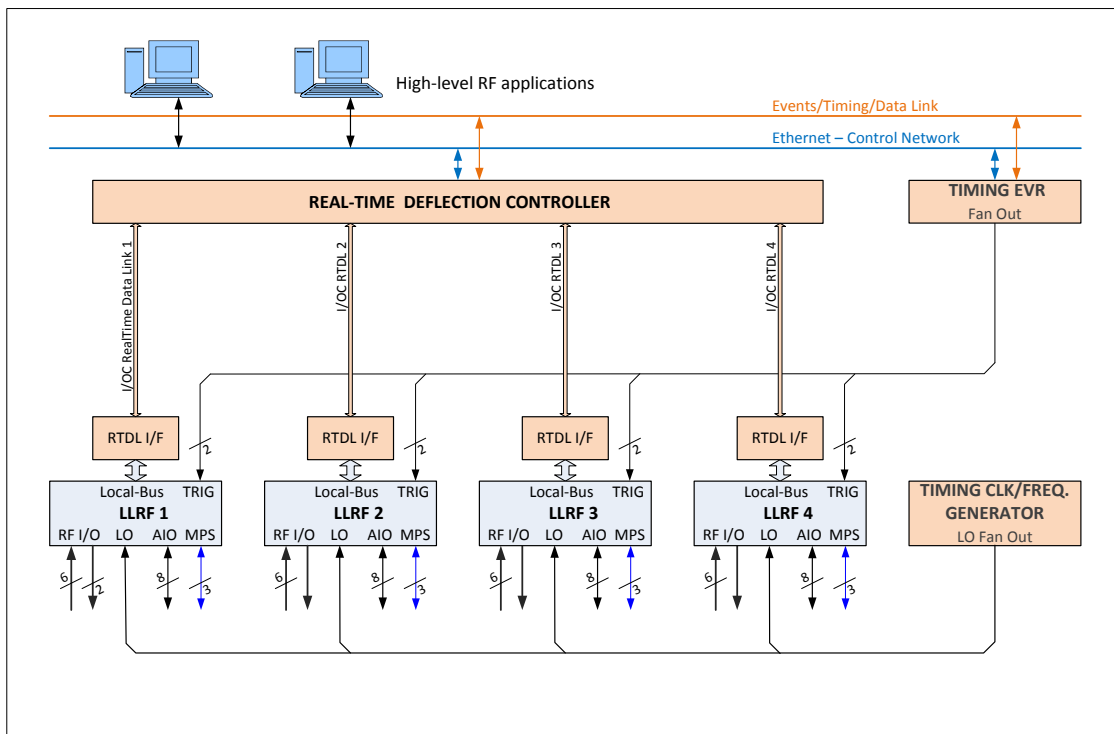 High-level RF applications
Events/Timing/Data Link
Ethernet – Control Network
REAL-TIME DEFLECTION CONTROLLER
TIMING EVR
Fan Out
I/OC RealTime Data Link 1
I/OC RTDL 2
I/OC RTDL 3
I/OC RTDL 4
RTDL I/F
2
RTDL I/F
2
RTDL I/F
2
RTDL I/F
2
Local-Bus TRIG
LLRF 1
RF I/O LO AIO MPS
6
2
8
3
Local-Bus TRIG
LLRF 2
RF I/O LO AIO MPS
6
8
3
Local-Bus TRIG
LLRF 3
RF I/O LO AIO MPS
6
8
3
Local-Bus TRIG
LLRF 4
RF I/O LO AIO MPS
6
8
3
TIMING CLK/FREQ.
GENERATOR
LO Fan Out